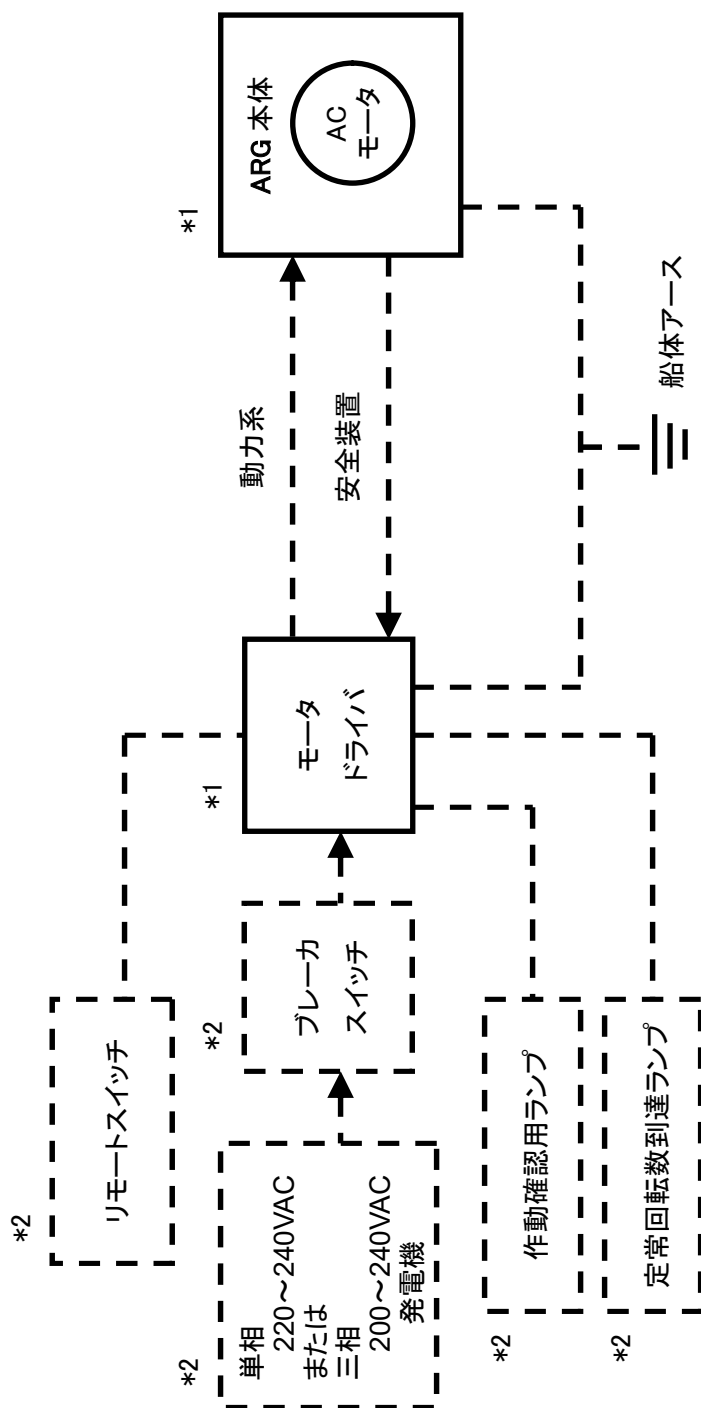 *2
リモートスイッチ
*2
単相
220～240VAC
または
三相
200～240VAC
発電機
*2
ブレーカ
スイッチ
*1
モータ
ドライバ
動力系
安全装置
*1
ARG 本体
AC
モータ
*2
作動確認用ランプ
*2
定常回転数到達ランプ
船体アース